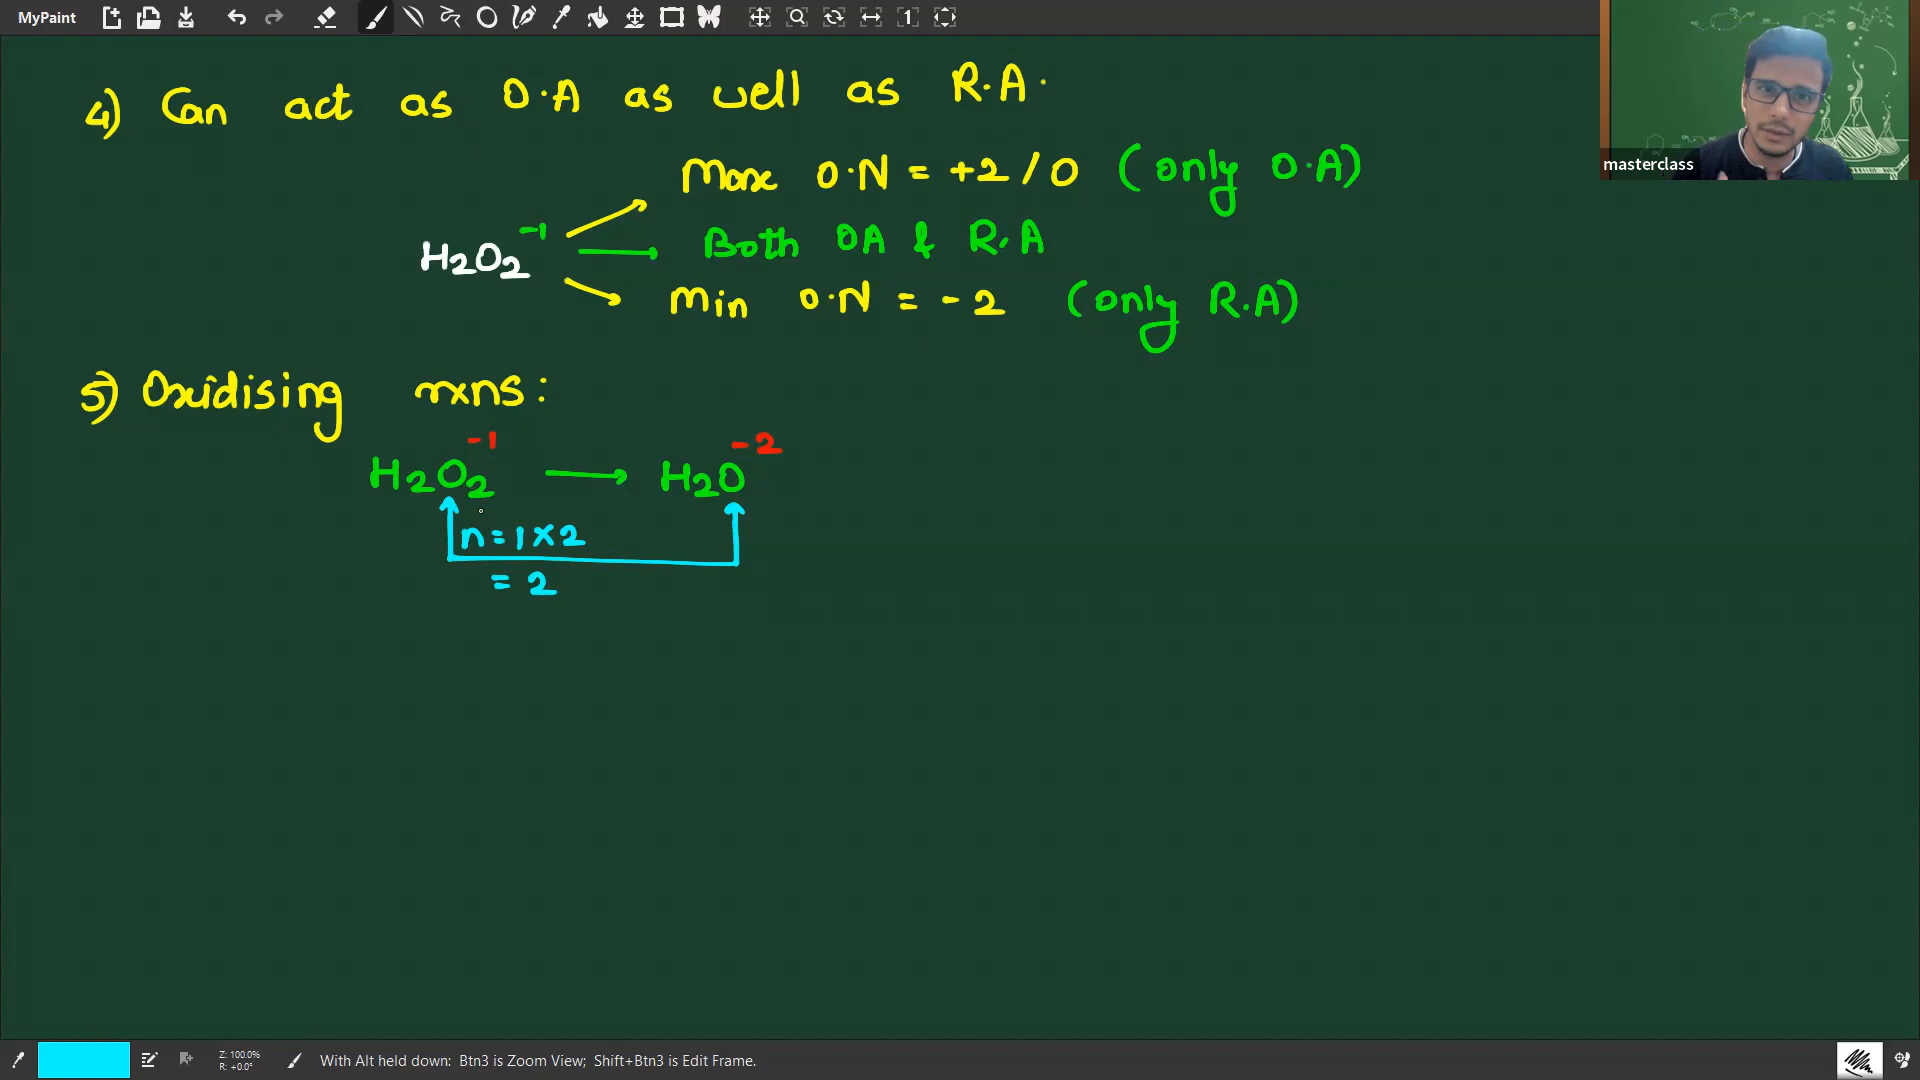 MyPaint
masterclass
4) Can act as O.A as well as R.A.
Max O.N = +2/0 (only O.A)
H2O2 -1 Both OA & R.A
Min O.N = -2 (only R.A)
5) Oxidising rxns:
-1 -2
H2O2 → H2O
n = 1 × 2
= 2
Z: 100.0%
R: +0.0°
With Alt held down: Btn3 is Zoom View; Shift+Btn3 is Edit Frame.